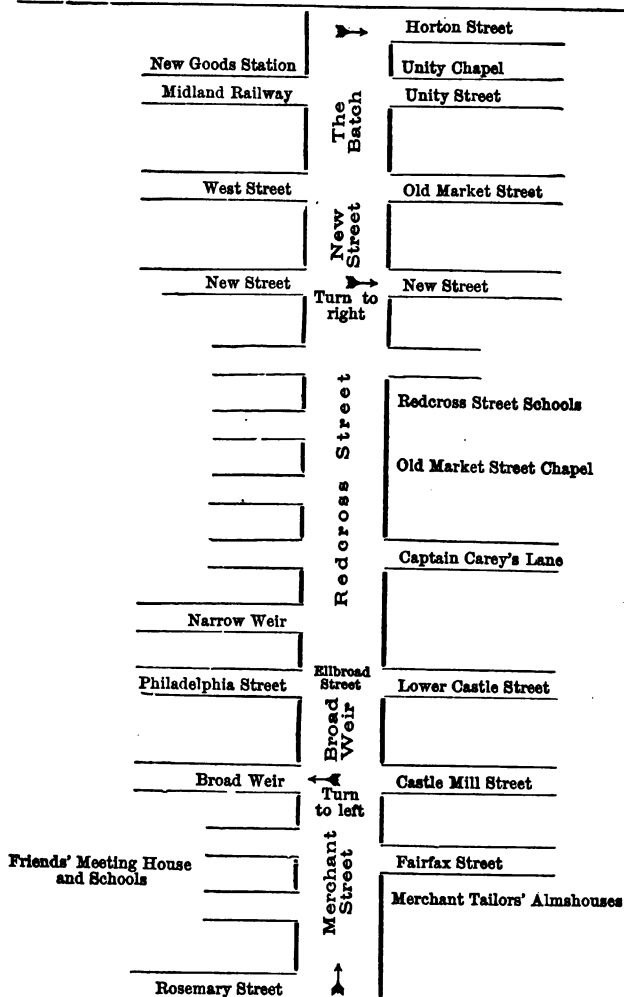 Horton Street
New Goods Station
Unity Chapel
Midland Railway
The
Batch
Unity Street
West Street
Old Market Street
New
Street
New Street
New Street
Turn to
right
Redcross Street
Redcross Street Schools
Old Market Street Chapel
Captain Carey's Lane
Narrow Weir
Ellbroad
Street
Philadelphia Street
Lower Castle Street
Broad
Weir
Broad Weir
Castle Mill Street
Turn
to left
Merchant
Street
Friends' Meeting House
and Schools
Fairfax Street
Merchant Tailors' Almshouses
Rosemary Street